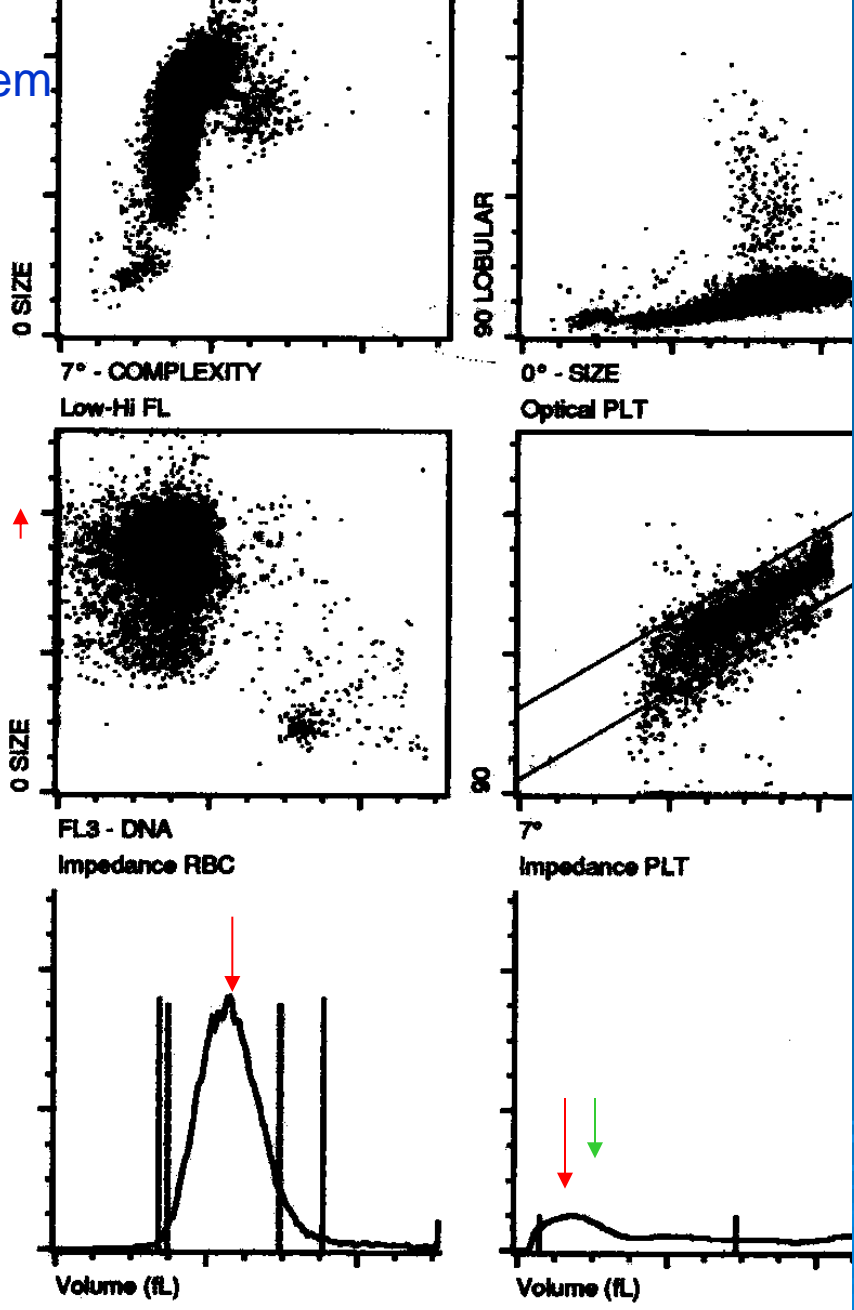 em
0 SIZE
90 LOBULAR
7° - COMPLEXITY
0° - SIZE
Low-Hi FL
Optical PLT
0 SIZE
90
FL3 - DNA
7°
Impedance RBC
Impedance PLT
Volume (fL)
Volume (fL)